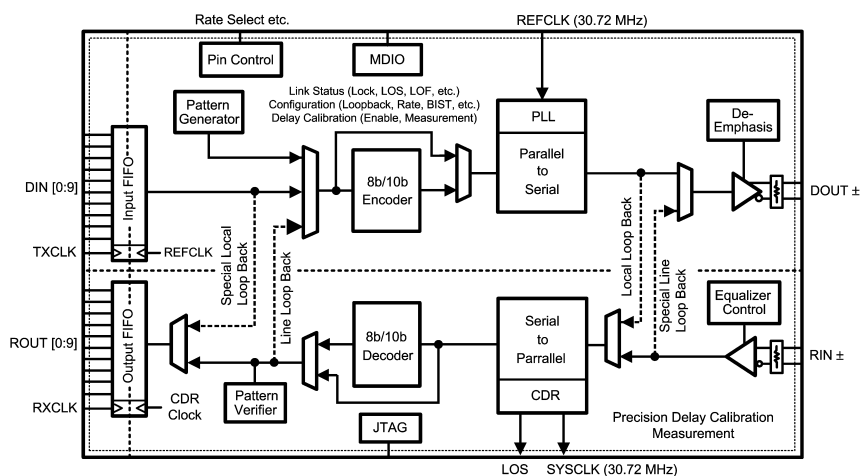 Rate Select etc.
REFCLK (30.72 MHz)
Pin Control
MDIO
Link Status (Lock, LOS, LOF, etc.)
Configuration (Loopback, Rate, BIST, etc.)
Delay Calibration (Enable, Measurement)
Pattern
Generator
PLL
Parallel
to
Serial
De-
Emphasis
Input FIFO
8b/10b
Encoder
DIN [0:9]
DOUT ±
TXCLK
REFCLK
Special Local
Loop Back
Line Loop Back
Local Loop Back
Special Line
Loop Back
Output FIFO
8b/10b
Decoder
Serial
to
Parrallel
Equalizer
Control
ROUT [0:9]
RIN ±
RXCLK
CDR
Clock
Pattern
Verifier
CDR
JTAG
Precision Delay Calibration
Measurement
LOS
SYSCLK (30.72 MHz)